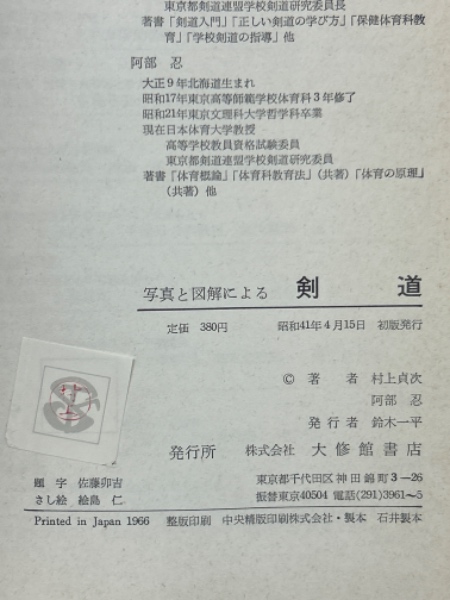 東京都剣道連盟学校剣道研究委員長
著書「剣道入門」「正しい剣道の学び方」「保健体育科教
育」「学校剣道の指導」他
阿部 忍
大正9年北海道生まれ
昭和17年東京高等師範学校体育科3年修了
昭和21年東京文理科大学哲学科卒業
現在日本体育大学教授
高等学校教員資格試験委員
東京都剣道連盟学校剣道研究委員
著書「体育概論」「体育科教育法」(共著)「体育の原理」
(共著)他
写真と図解による 剣道
定価 380円 昭和41年4月15日 初版発行
© 著者 村上貞次
阿部 忍
発行者 鈴木一平
発行所 株式会社 大修館書店
題字 佐藤卯吉
さし絵 絵島 仁
東京都千代田区神田錦町3-26
振替東京40504 電話(291)3961~5
Printed in Japan 1966 整版印刷 中央精版印刷株式会社・製本 石井製本